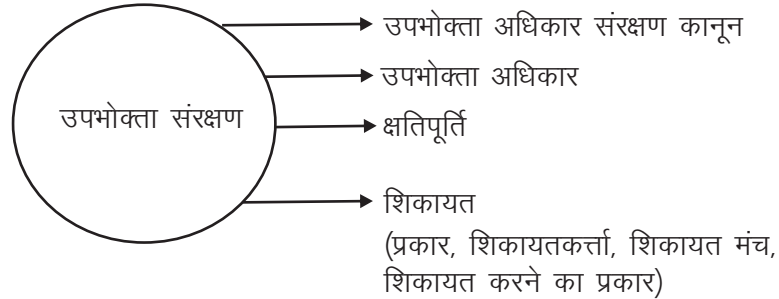 उपभोक्ता अधिकार संरक्षण कानून
उपभोक्ता अधिकार
उपभोक्ता संरक्षण
क्षतिपूर्ति
शिकायत
(प्रकार, शिकायतकर्त्ता, शिकायत मंच,
शिकायत करने का प्रकार)